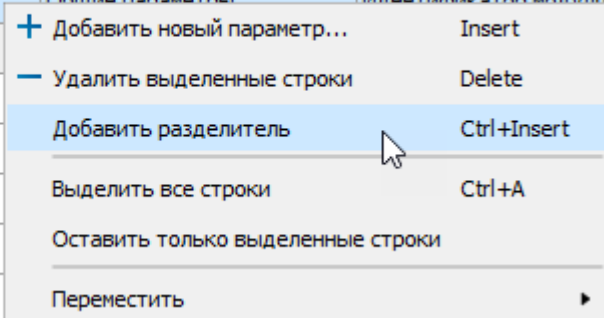 Добавить новый параметр... Insert
Удалить выделенные строки Delete
Добавить разделитель Ctrl+Insert
Выделить все строки Ctrl+A
Оставить только выделенные строки
Переместить